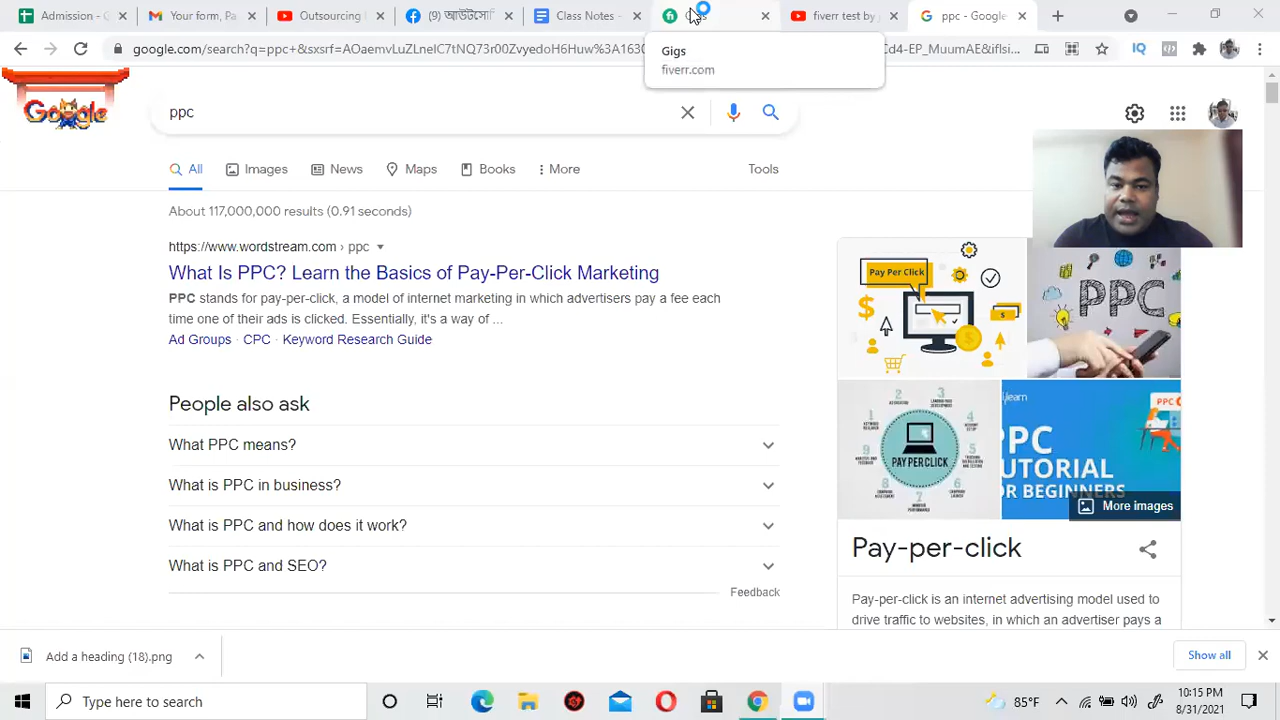 Admission - G
Your form, Pa
Outsourcing
Class Notes -
fiverr test by
ppc - Google
google.com/search?q=ppc+&sxsrf=AOaemvLuZLneIC7tNQ73r00ZvyedoH6Huw%3A1630
Cd4-EP_MuumAE&iflsi
Gigs
fiverr.com
Google
ppc
All
Images
News
Maps
Books
More
Tools
About 117,000,000 results (0.91 seconds)
https://www.wordstream.com › ppc
What Is PPC? Learn the Basics of Pay-Per-Click Marketing
PPC stands for pay-per-click, a model of internet marketing in which advertisers pay a fee each
time one of their ads is clicked. Essentially, it's a way of ...
Ad Groups · CPC · Keyword Research Guide
People also ask
What PPC means?
What is PPC in business?
What is PPC and how does it work?
What is PPC and SEO?
Feedback
Pay Per Click
PPC
PAY PER CLICK
PPC
TUTORIAL
FOR BEGINNERS
More images
Pay-per-click
Pay-per-click is an internet advertising model used to
drive traffic to websites, in which an advertiser pays a
Add a heading (18).png
Show all
Type here to search
85°F
10:15 PM
8/31/2021